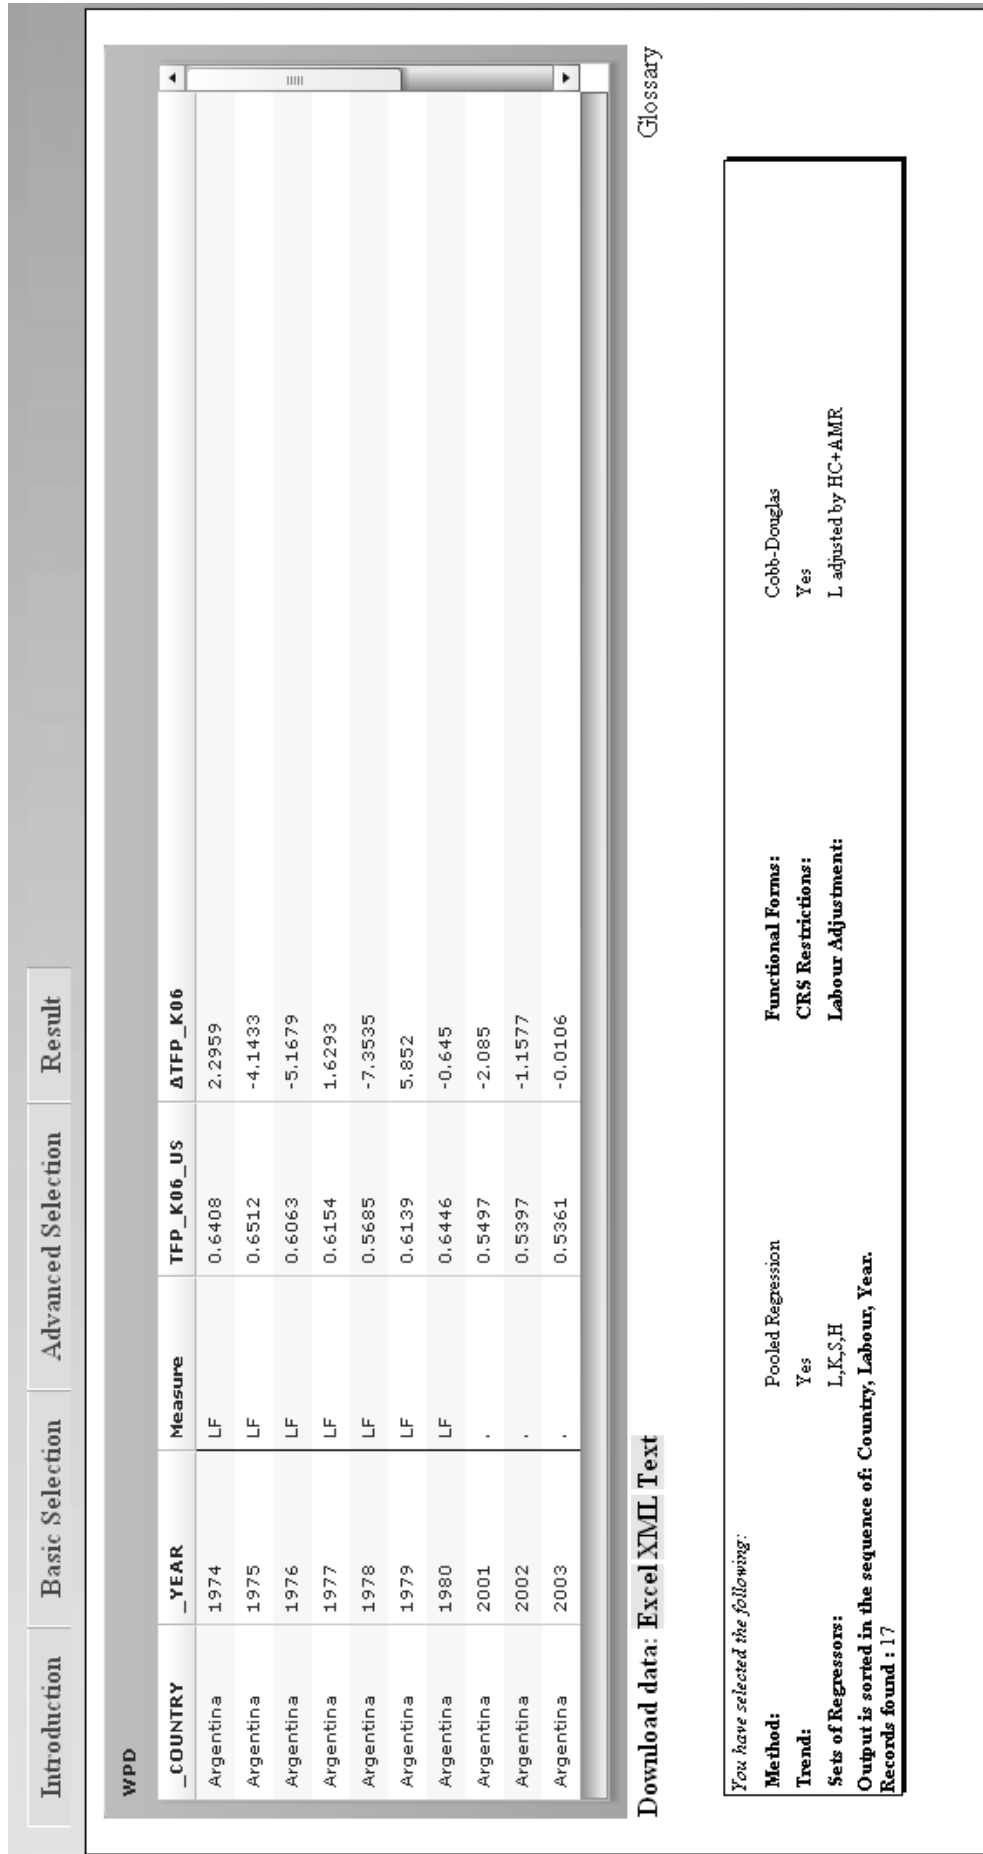 Introduction Basic Selection Advanced Selection Result
WPD
_COUNTRY _YEAR Measure TFP_K06_US ΔTFP_K06
Argentina 1974 LF 0.6408 2.2959
Argentina 1975 LF 0.6512 -4.1433
Argentina 1976 LF 0.6063 -5.1679
Argentina 1977 LF 0.6154 1.6293
Argentina 1978 LF 0.5685 -7.3535
Argentina 1979 LF 0.6139 5.852
Argentina 1980 LF 0.6446 -0.645
Argentina 2001 . 0.5497 -2.085
Argentina 2002 . 0.5397 -1.1577
Argentina 2003 . 0.5361 -0.0106
Download data: Excel XML Text Glossary
You have selected the following:
Method: Pooled Regression Functional Forms: Cobb-Douglas
Trend: Yes CRS Restrictions: Yes
Sets of Regressors: L,K,S,H Labour Adjustment: L adjusted by HC+AMR
Output is sorted in the sequence of: Country, Labour, Year.
Records found : 17